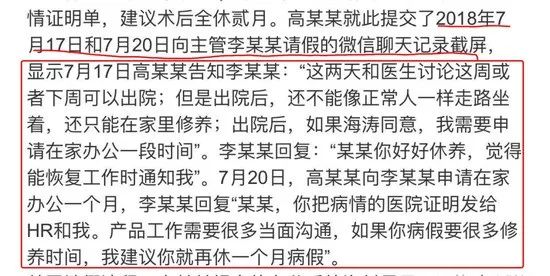 情证明单，建议术后全休贰月。高某某就此提交了2018年7
月17日和7月20日向主管李某某请假的微信聊天记录截屏，
显示7月17日高某某告知李某某：“这两天和医生讨论这周或
者下周可以出院；但是出院后，还不能像正常人一样走路坐
着，还只能在家里修养；出院后，如果海涛同意，我需要申
请在家办公一段时间”。李某某回复：“某某你好好休养，觉得
能恢复工作时通知我”。7月20日，高某某向李某某申请在家
办公一个月，李某某回复“某某，你把病情的医院证明发给
HR和我。产品工作需要很多当面沟通，如果你病假要很多修
养时间，我建议你就再休一个月病假”。